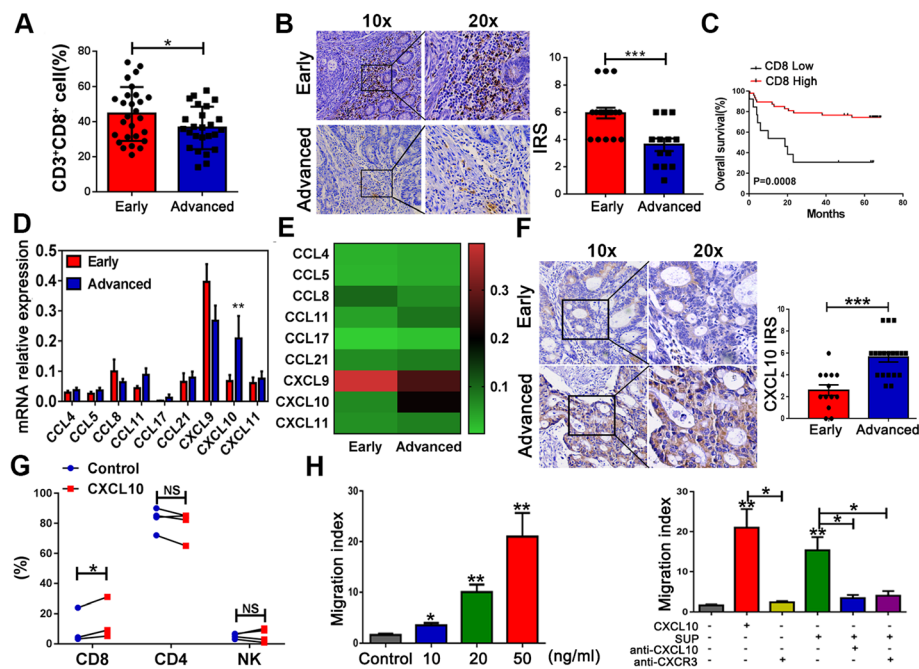 A
CD3+CD8+ cell(%)
80
60
40
20
0
*
Early
Advanced
B
10x
20x
Early
Advanced
IRS
10
8
6
4
2
0
***
Early
Advanced
C
CD8 Low
CD8 High
Overall survival(%)
100%
80%
60%
40%
20%
0%
P=0.0008
0
20
40
60
80
Months
D
mRNA relative expression
0.5
0.4
0.3
0.2
0.1
0.0
Early
Advanced
**
CCL4
CCL5
CCL8
CCL11
CCL17
CCL21
CXCL9
CXCL10
CXCL11
E
CCL4
CCL5
CCL8
CCL11
CCL17
CCL21
CXCL9
CXCL10
CXCL11
Early
Advanced
0.3
0.2
0.1
F
10x
20x
Early
Advanced
CXCL10 IRS
10
8
6
4
2
0
***
Early
Advanced
G
Control
CXCL10
(%)
100
80
60
40
20
0
*
NS
NS
CD8
CD4
NK
H
Migration index
30
20
10
0
*
**
**
Control
10
20
50
(ng/ml)
Migration index
30
20
10
0
**
*
**
*
*
CXCL10 - + + - - -
SUP - - - + + +
anti-CXCL10 - - - - + -
anti-CXCR3 - - + - - +